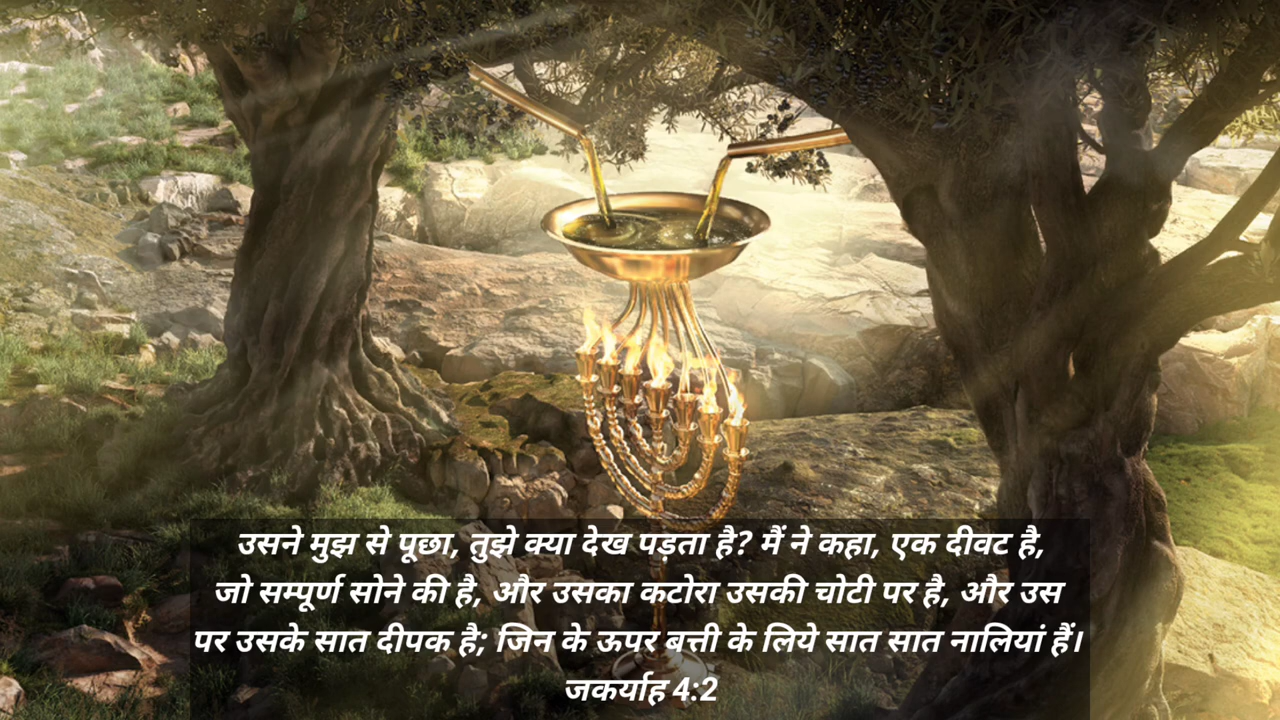 उसने मुझ से पूछा, तुझे क्या देख पड़ता है? मैं ने कहा, एक दीवट है,
जो सम्पूर्ण सोने की है, और उसका कटोरा उसकी चोटी पर है, और उस
पर उसके सात दीपक है; जिन के ऊपर बत्ती के लिये सात सात नालियां हैं।
जकर्याह 4:2